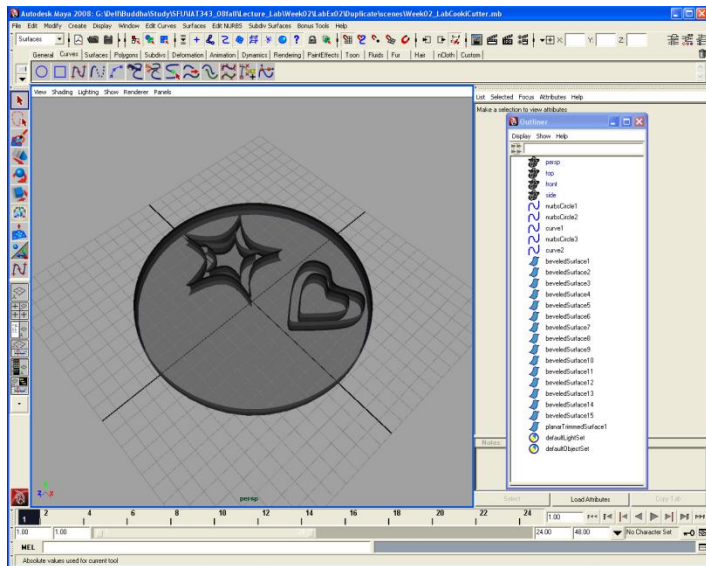 Autodesk Maya 2008: G:\Dell\Buddha\Study\SFU\IAT343_08fall\Lecture_Lab\Week02\LabEx02\Duplicate\scenes\Week02_LabCookiCutter.mb
File Edit Modify Create Display Window Edit Curves Surfaces Edit NURBS Subdiv Surfaces Bonus Tools Help
Surfaces
X: Y: Z:
General Curves Surfaces Polygons Subdivs Deformation Animation Dynamics Rendering PaintEffects Toon Fluids Fur Hair nCloth Custom
View Shading Lighting Show Renderer Panels
List Selected Focus Attributes Help
Make a selection to view attributes
Outliner
Display Show Help
persp
top
front
side
nurbsCircle1
nurbsCircle2
curve1
nurbsCircle3
curve2
beveledSurface1
beveledSurface2
beveledSurface3
beveledSurface4
beveledSurface5
beveledSurface6
beveledSurface7
beveledSurface8
beveledSurface9
beveledSurface10
beveledSurface11
beveledSurface12
beveledSurface13
beveledSurface14
beveledSurface15
planarTrimmedSurface1
defaultLightSet
defaultObjectSet
Notes:
persp
Select Load Attributes Copy Tab
1 2 4 6 8 10 12 14 16 18 20 22 24 1.00
1.00 1.00 24.00 48.00 No Character Set
MEL
Absolute values used for current tool